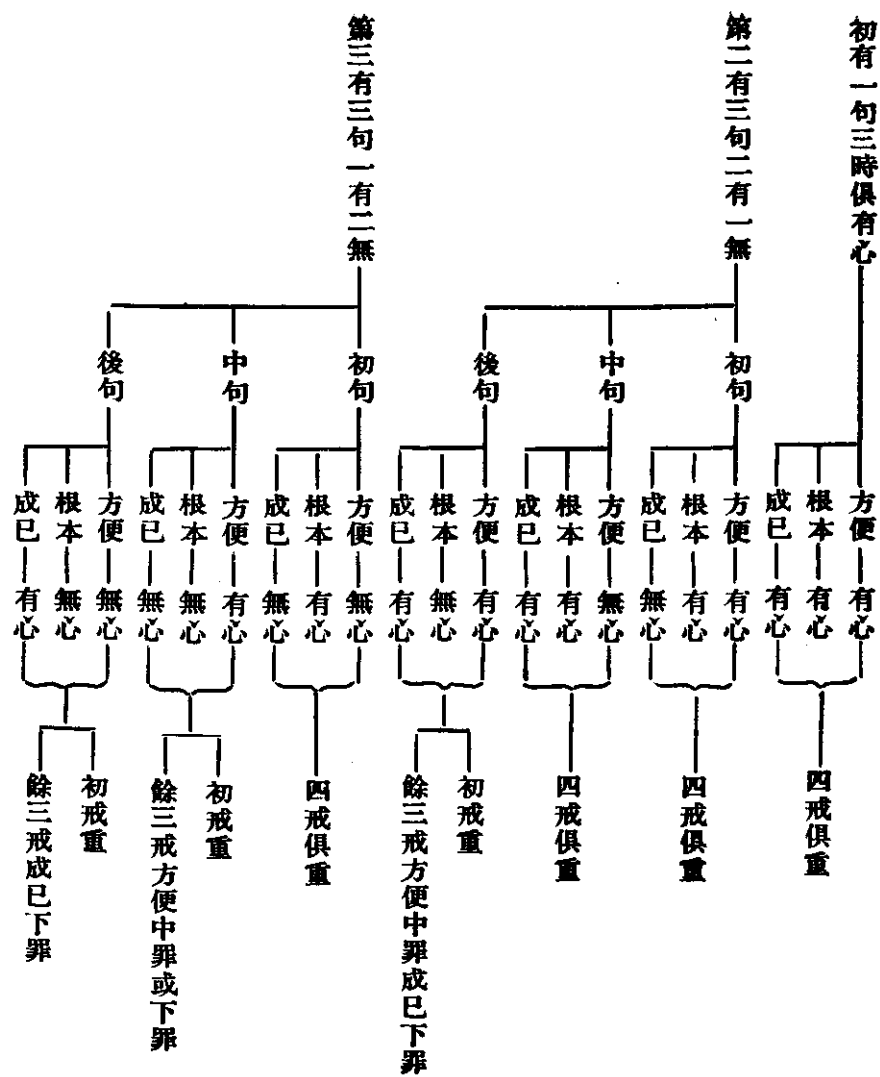 初有一句三時俱有心
方便 有心
根本 有心
成已 有心
四戒俱重
第二有三句二有一無
初句
方便 有心
根本 有心
成已 無心
四戒俱重
中句
方便 無心
根本 有心
成已 有心
四戒俱重
後句
方便 有心
根本 無心
成已 有心
初戒重
餘三戒方便中罪成已下罪
第三有三句一有二無
初句
方便 無心
根本 有心
成已 無心
四戒俱重
中句
方便 有心
根本 無心
成已 無心
初戒重
餘三戒方便中罪或下罪
後句
方便 無心
根本 無心
成已 有心
初戒重
餘三戒成已下罪